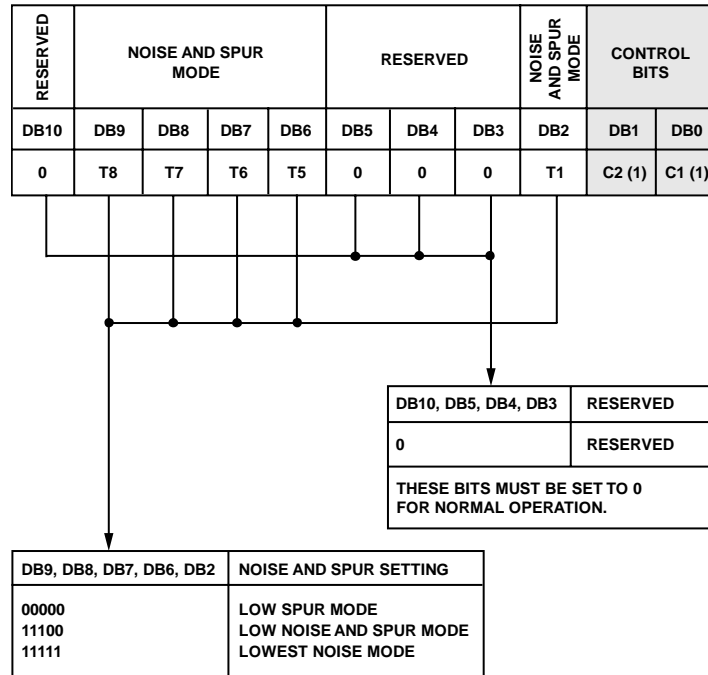 RESERVED
NOISE AND SPUR
MODE
RESERVED
NOISE
AND SPUR
MODE
CONTROL
BITS
DB10 DB9 DB8 DB7 DB6 DB5 DB4 DB3 DB2 DB1 DB0
0 T8 T7 T6 T5 0 0 0 T1 C2 (1) C1 (1)
DB10, DB5, DB4, DB3 RESERVED
0 RESERVED
THESE BITS MUST BE SET TO 0
FOR NORMAL OPERATION.
DB9, DB8, DB7, DB6, DB2 NOISE AND SPUR SETTING
00000 LOW SPUR MODE
11100 LOW NOISE AND SPUR MODE
11111 LOWEST NOISE MODE